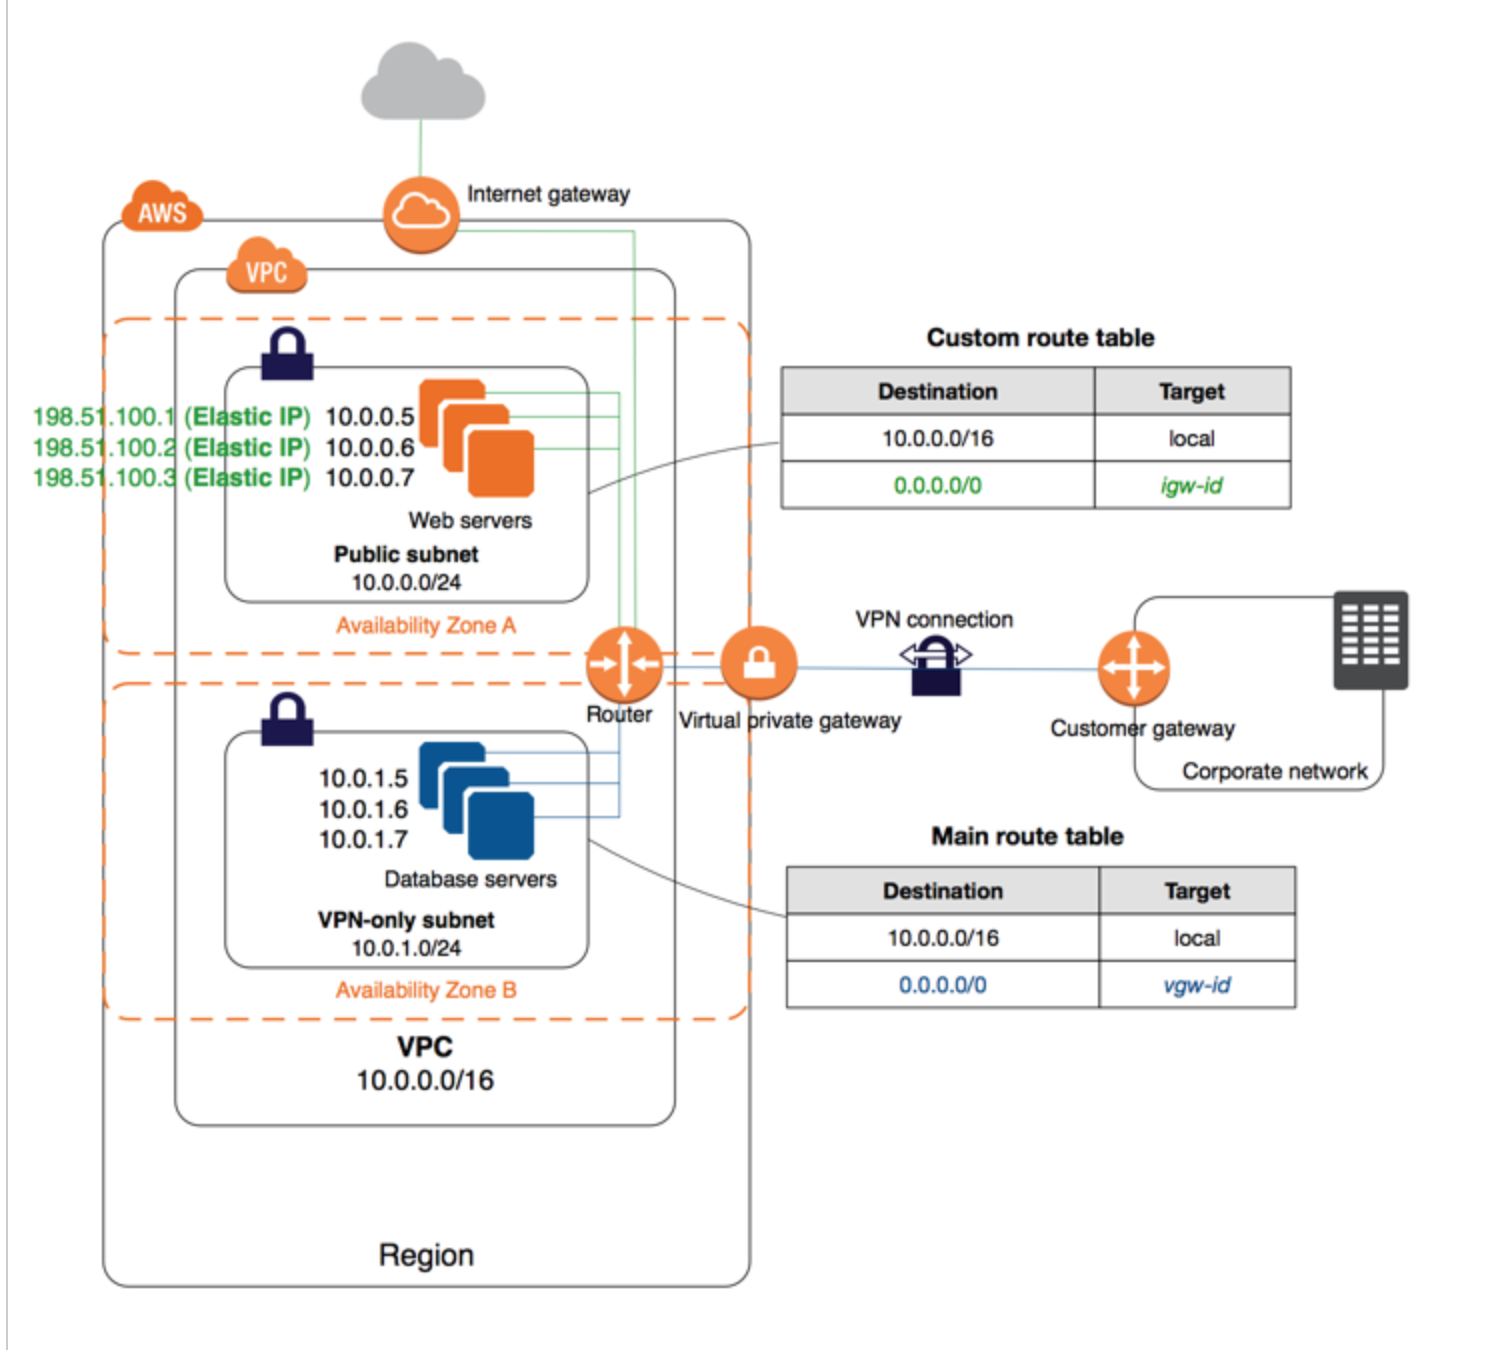 Internet gateway
AWS
VPC
198.51.100.1 (Elastic IP) 10.0.0.5
198.51.100.2 (Elastic IP) 10.0.0.6
198.51.100.3 (Elastic IP) 10.0.0.7
Web servers
Public subnet
10.0.0.0/24
Availability Zone A
Custom route table
Destination Target
10.0.0.0/16 local
0.0.0.0/0 igw-id
Router
Virtual private gateway
VPN connection
Customer gateway
Corporate network
10.0.1.5
10.0.1.6
10.0.1.7
Database servers
VPN-only subnet
10.0.1.0/24
Availability Zone B
Main route table
Destination Target
10.0.0.0/16 local
0.0.0.0/0 vgw-id
VPC
10.0.0.0/16
Region